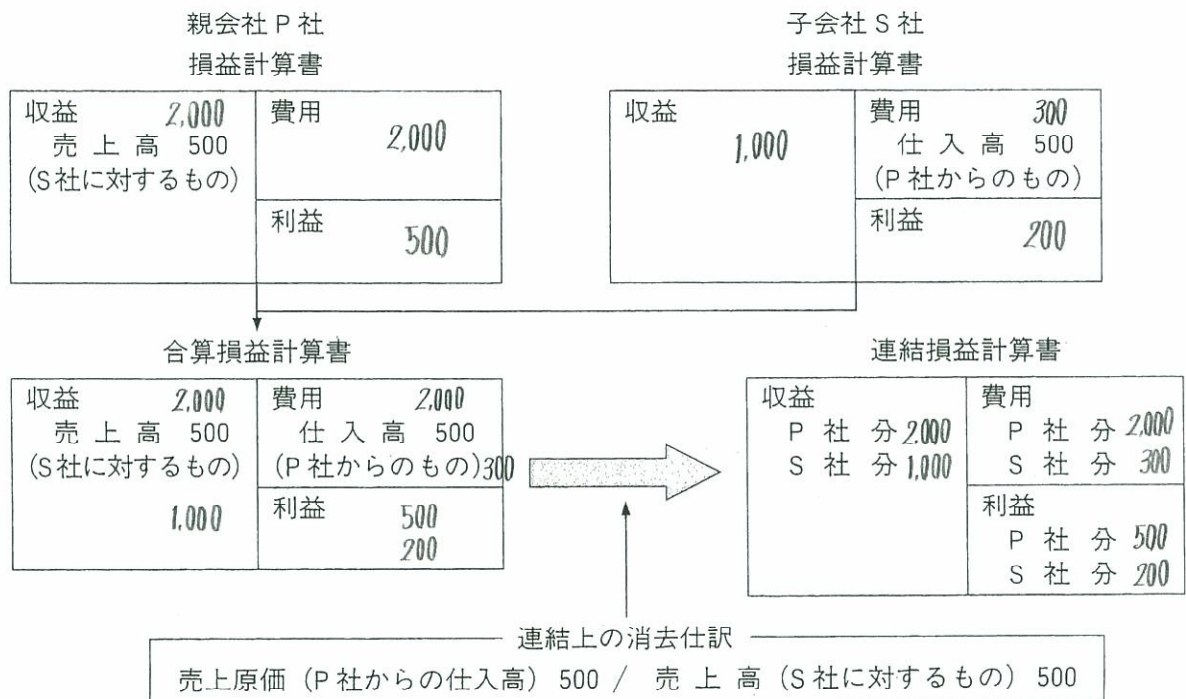 親会社P社
損益計算書
収益 2,000
売上高 500
(S社に対するもの)
費用
2,000
利益
500
子会社S社
損益計算書
収益
1,000
費用 300
仕入高 500
(P社からのもの)
利益
200
合算損益計算書
収益 2,000
売上高 500
(S社に対するもの)
1,000
費用 2,000
仕入高 500
(P社からのもの)300
利益 500
200
連結損益計算書
収益
P社分 2,000
S社分 1,000
費用
P社分 2,000
S社分 300
利益
P社分 500
S社分 200
連結上の消去仕訳
売上原価(P社からの仕入高) 500 / 売上高(S社に対するもの) 500